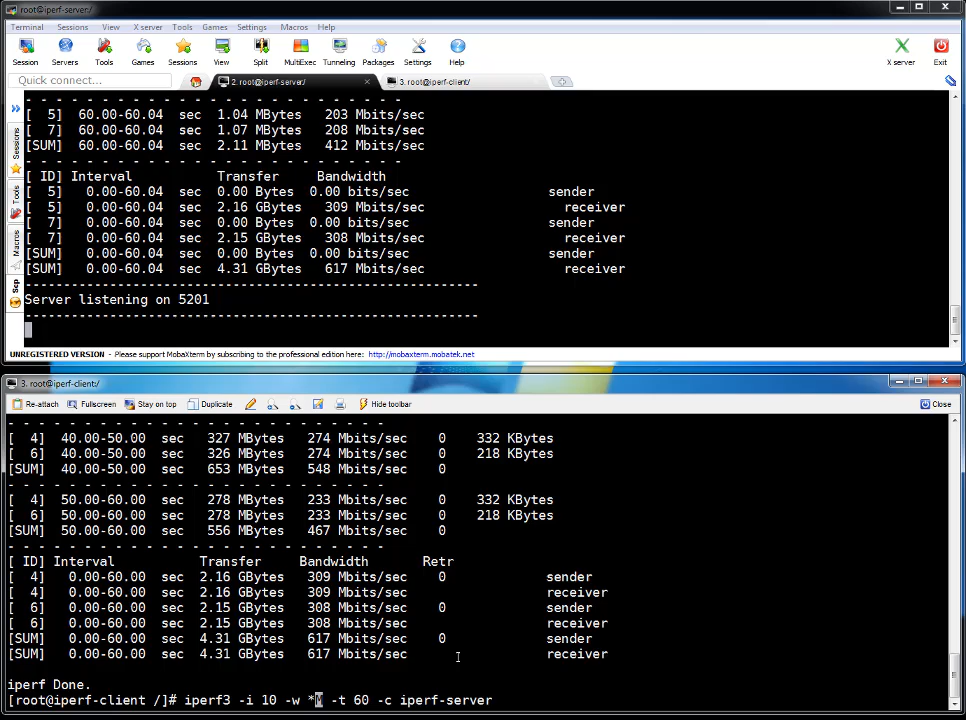 root@iperf-server:/
Terminal Sessions View X server Tools Games Settings Macros Help
Session Servers Tools Games Sessions View Split MultiExec Tunneling Packages Settings Help X server Exit
Quick connect... 2. root@iperf-server:/ 3. root@iperf-client:/
Sessions
Tools
Macros
Scp
- - - - - - - - - - - - - - - - - - - - - - - - -
[  5]  60.00-60.04  sec  1.04 MBytes   203 Mbits/sec
[  7]  60.00-60.04  sec  1.07 MBytes   208 Mbits/sec
[SUM]  60.00-60.04  sec  2.11 MBytes   412 Mbits/sec
- - - - - - - - - - - - - - - - - - - - - - - - -
[ ID] Interval           Transfer     Bandwidth
[  5]   0.00-60.04  sec  0.00 Bytes  0.00 bits/sec                  sender
[  5]   0.00-60.04  sec  2.16 GBytes   309 Mbits/sec                  receiver
[  7]   0.00-60.04  sec  0.00 Bytes  0.00 bits/sec                  sender
[  7]   0.00-60.04  sec  2.15 GBytes   308 Mbits/sec                  receiver
[SUM]   0.00-60.04  sec  0.00 Bytes  0.00 bits/sec                  sender
[SUM]   0.00-60.04  sec  4.31 GBytes   617 Mbits/sec                  receiver
-----------------------------------------------------------
Server listening on 5201
-----------------------------------------------------------
UNREGISTERED VERSION - Please support MobaXterm by subscribing to the professional edition here: http://mobaxterm.mobatek.net
3. root@iperf-client:/
Re-attach Fullscreen Stay on top Duplicate Hide toolbar Close
- - - - - - - - - - - - - - - - - - - - - - - - -
[  4]  40.00-50.00  sec   327 MBytes   274 Mbits/sec    0    332 KBytes
[  6]  40.00-50.00  sec   326 MBytes   274 Mbits/sec    0    218 KBytes
[SUM]  40.00-50.00  sec   653 MBytes   548 Mbits/sec    0
- - - - - - - - - - - - - - - - - - - - - - - - -
[  4]  50.00-60.00  sec   278 MBytes   233 Mbits/sec    0    332 KBytes
[  6]  50.00-60.00  sec   278 MBytes   233 Mbits/sec    0    218 KBytes
[SUM]  50.00-60.00  sec   556 MBytes   467 Mbits/sec    0
- - - - - - - - - - - - - - - - - - - - - - - - -
[ ID] Interval           Transfer     Bandwidth       Retr
[  4]   0.00-60.00  sec  2.16 GBytes   309 Mbits/sec    0             sender
[  4]   0.00-60.00  sec  2.16 GBytes   309 Mbits/sec                  receiver
[  6]   0.00-60.00  sec  2.15 GBytes   308 Mbits/sec    0             sender
[  6]   0.00-60.00  sec  2.15 GBytes   308 Mbits/sec                  receiver
[SUM]   0.00-60.00  sec  4.31 GBytes   617 Mbits/sec    0             sender
[SUM]   0.00-60.00  sec  4.31 GBytes   617 Mbits/sec                  receiver
iperf Done.
[root@iperf-client /]# iperf3 -i 10 -w *M -t 60 -c iperf-server